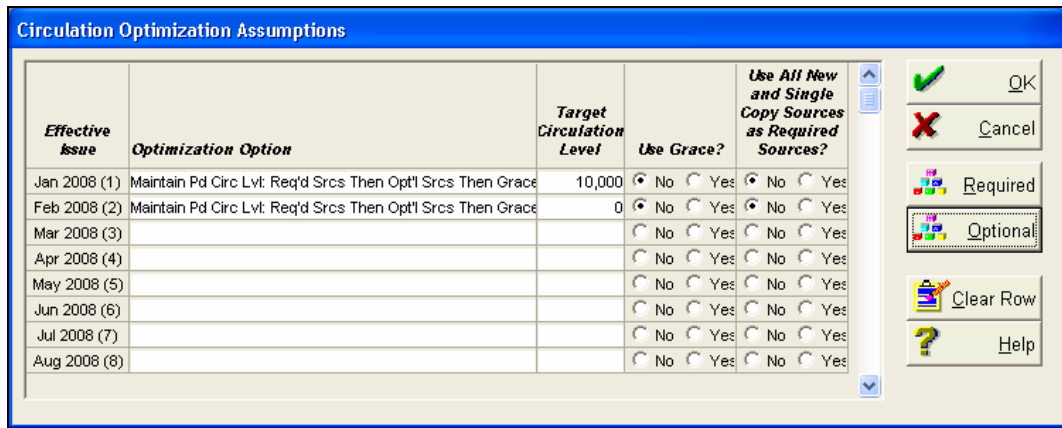 Circulation Optimization Assumptions
Effective Issue Optimization Option Target Circulation Level Use Grace? Use All New and Single Copy Sources as Required Sources?
Jan 2008 (1) Maintain Pd Circ Lvl: Req'd Srcs Then Opt'l Srcs Then Grace 10,000 No Yes No Yes
Feb 2008 (2) Maintain Pd Circ Lvl: Req'd Srcs Then Opt'l Srcs Then Grace 0 No Yes No Yes
Mar 2008 (3) No Yes No Yes
Apr 2008 (4) No Yes No Yes
May 2008 (5) No Yes No Yes
Jun 2008 (6) No Yes No Yes
Jul 2008 (7) No Yes No Yes
Aug 2008 (8) No Yes No Yes
OK
Cancel
Required
Optional
Clear Row
Help